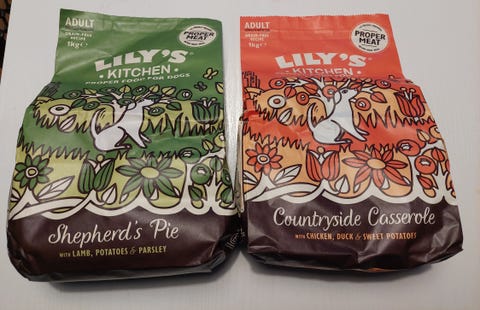 ADULT
GRAIN-FREE
RECIPE
1kg e
PROPER
MEAT
LILY'S
KITCHEN
PROPER FOOD FOR DOGS
Shepherd's Pie
WITH LAMB, POTATOES & PARSLEY
ADULT
GRAIN-FREE
RECIPE
1kg e
PROPER
MEAT
LILY'S
KITCHEN
Countryside Casserole
WITH CHICKEN, DUCK & SWEET POTATOES